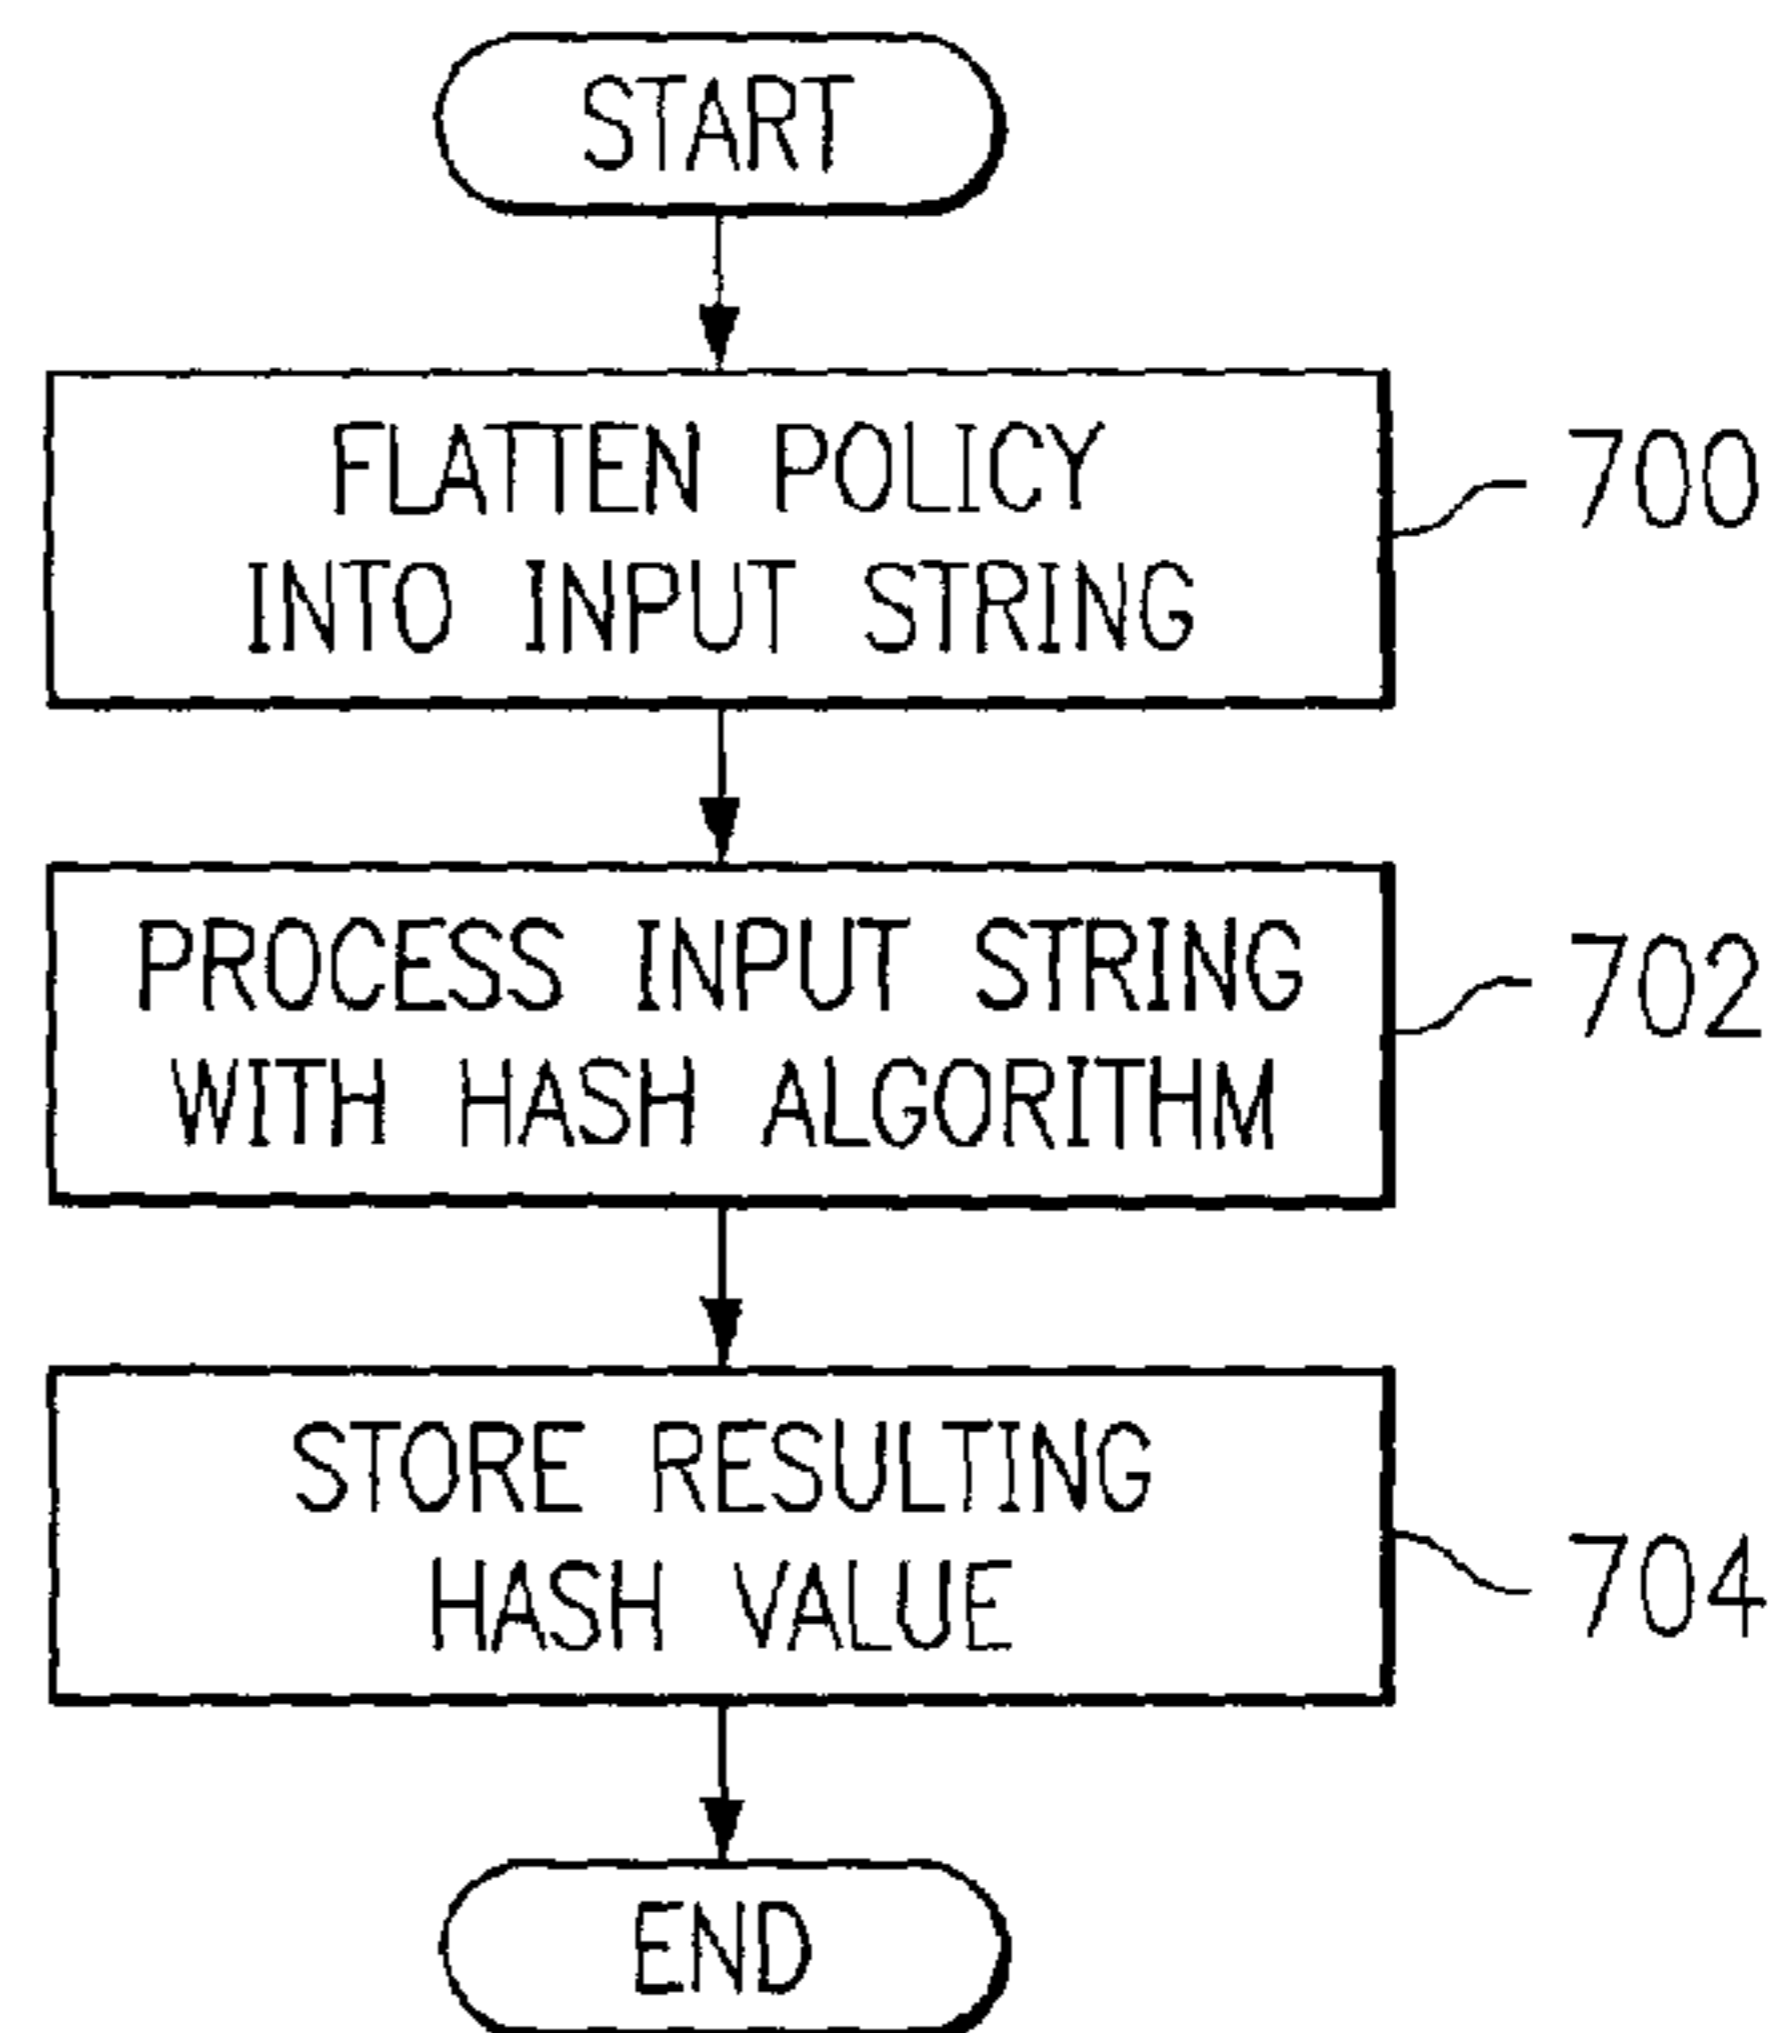 START
FLATTEN POLICY
INTO INPUT STRING
700
PROCESS INPUT STRING
WITH HASH ALGORITHM
702
STORE RESULTING
HASH VALUE
704
END